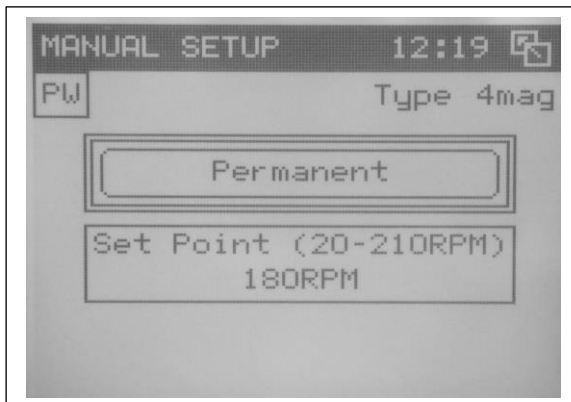 MANUAL SETUP 12:19
PW Type 4mag
Permanent
Set Point (20-210RPM)
180RPM